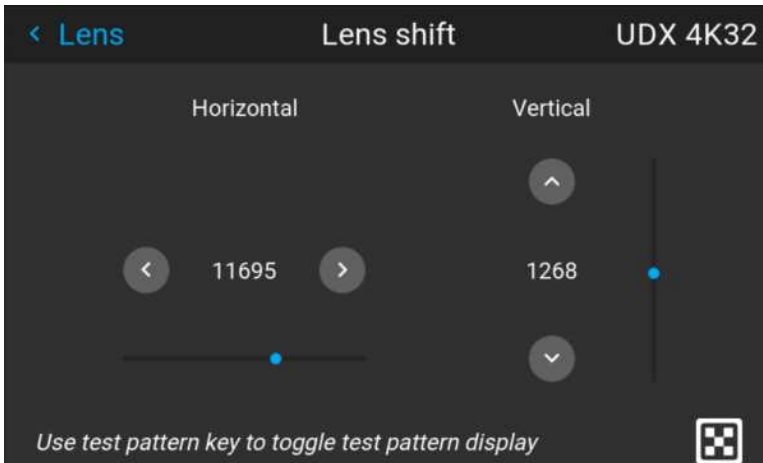 Lens Lens shift UDX 4K32
Horizontal Vertical
11695 1268
Use test pattern key to toggle test pattern display